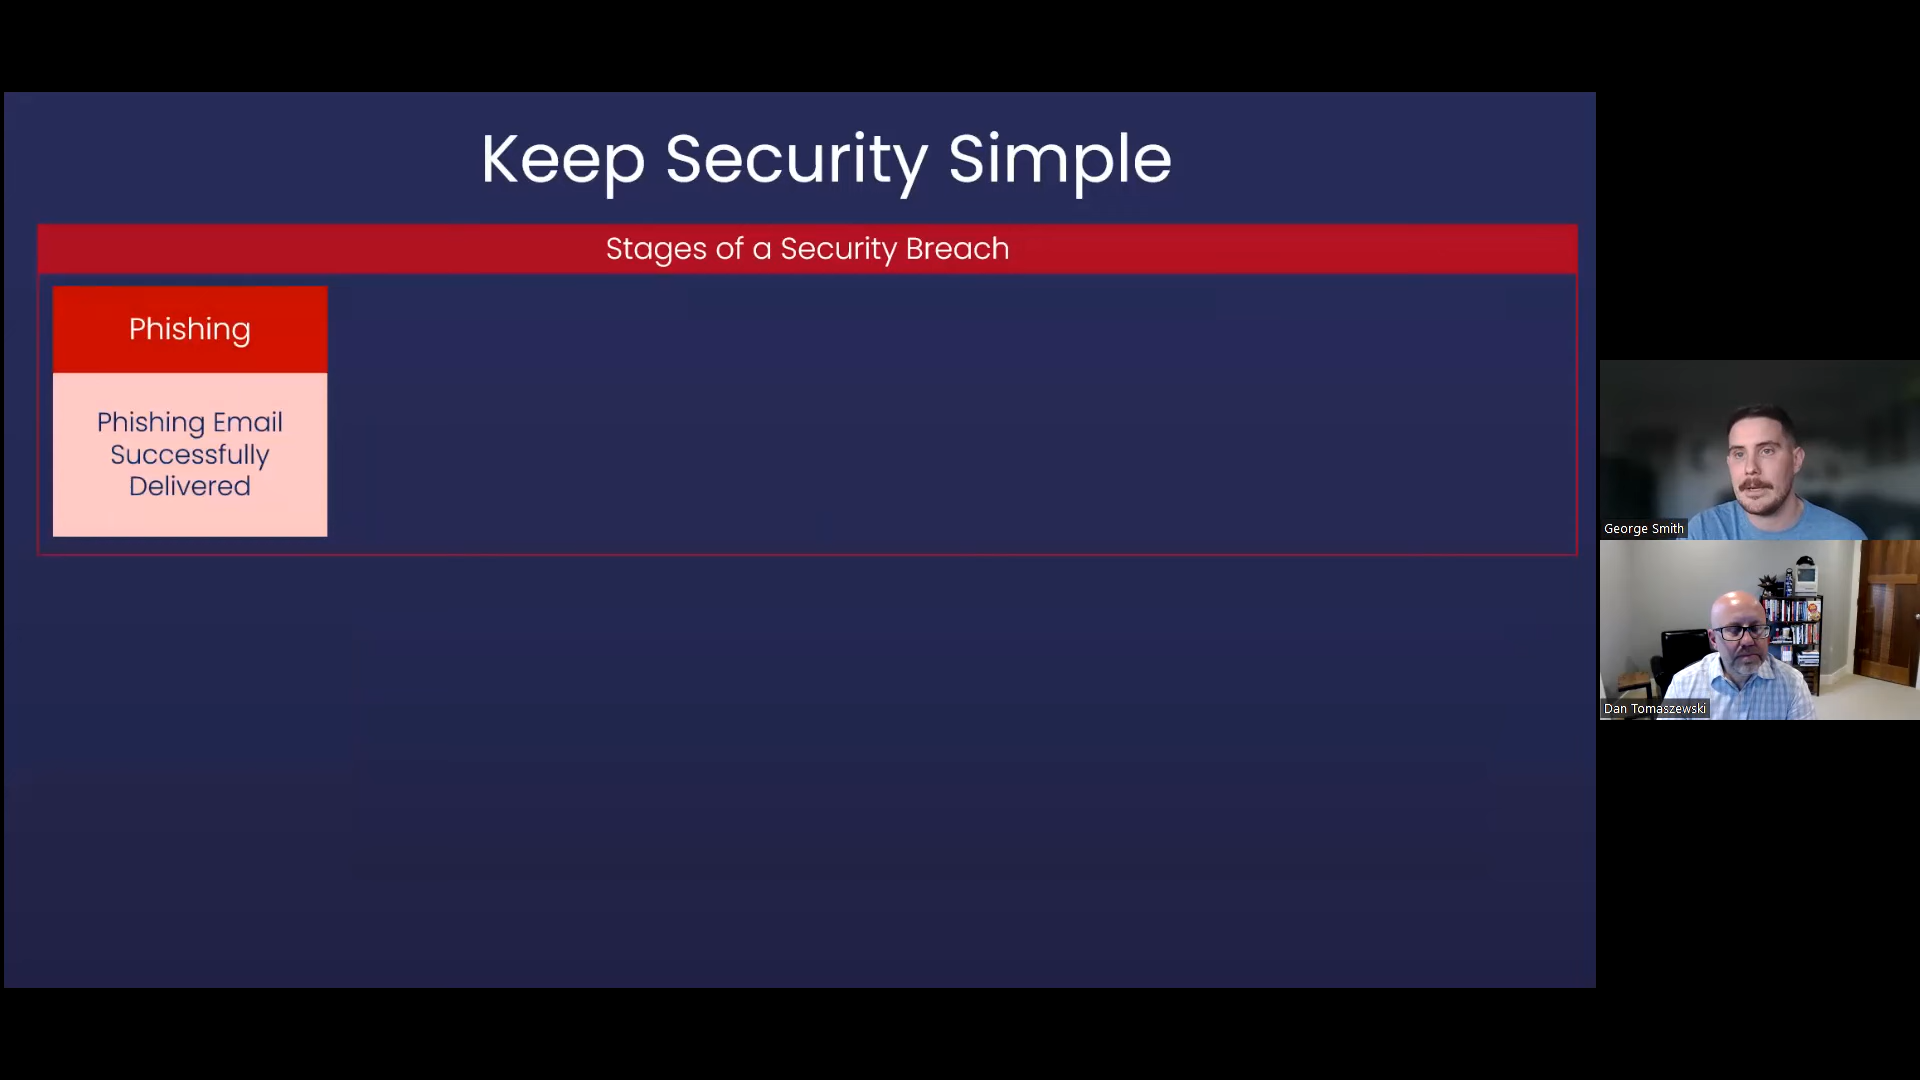 Keep Security Simple
Stages of a Security Breach
Phishing
Phishing Email
Successfully
Delivered
George Smith
Dan Tomaszewski